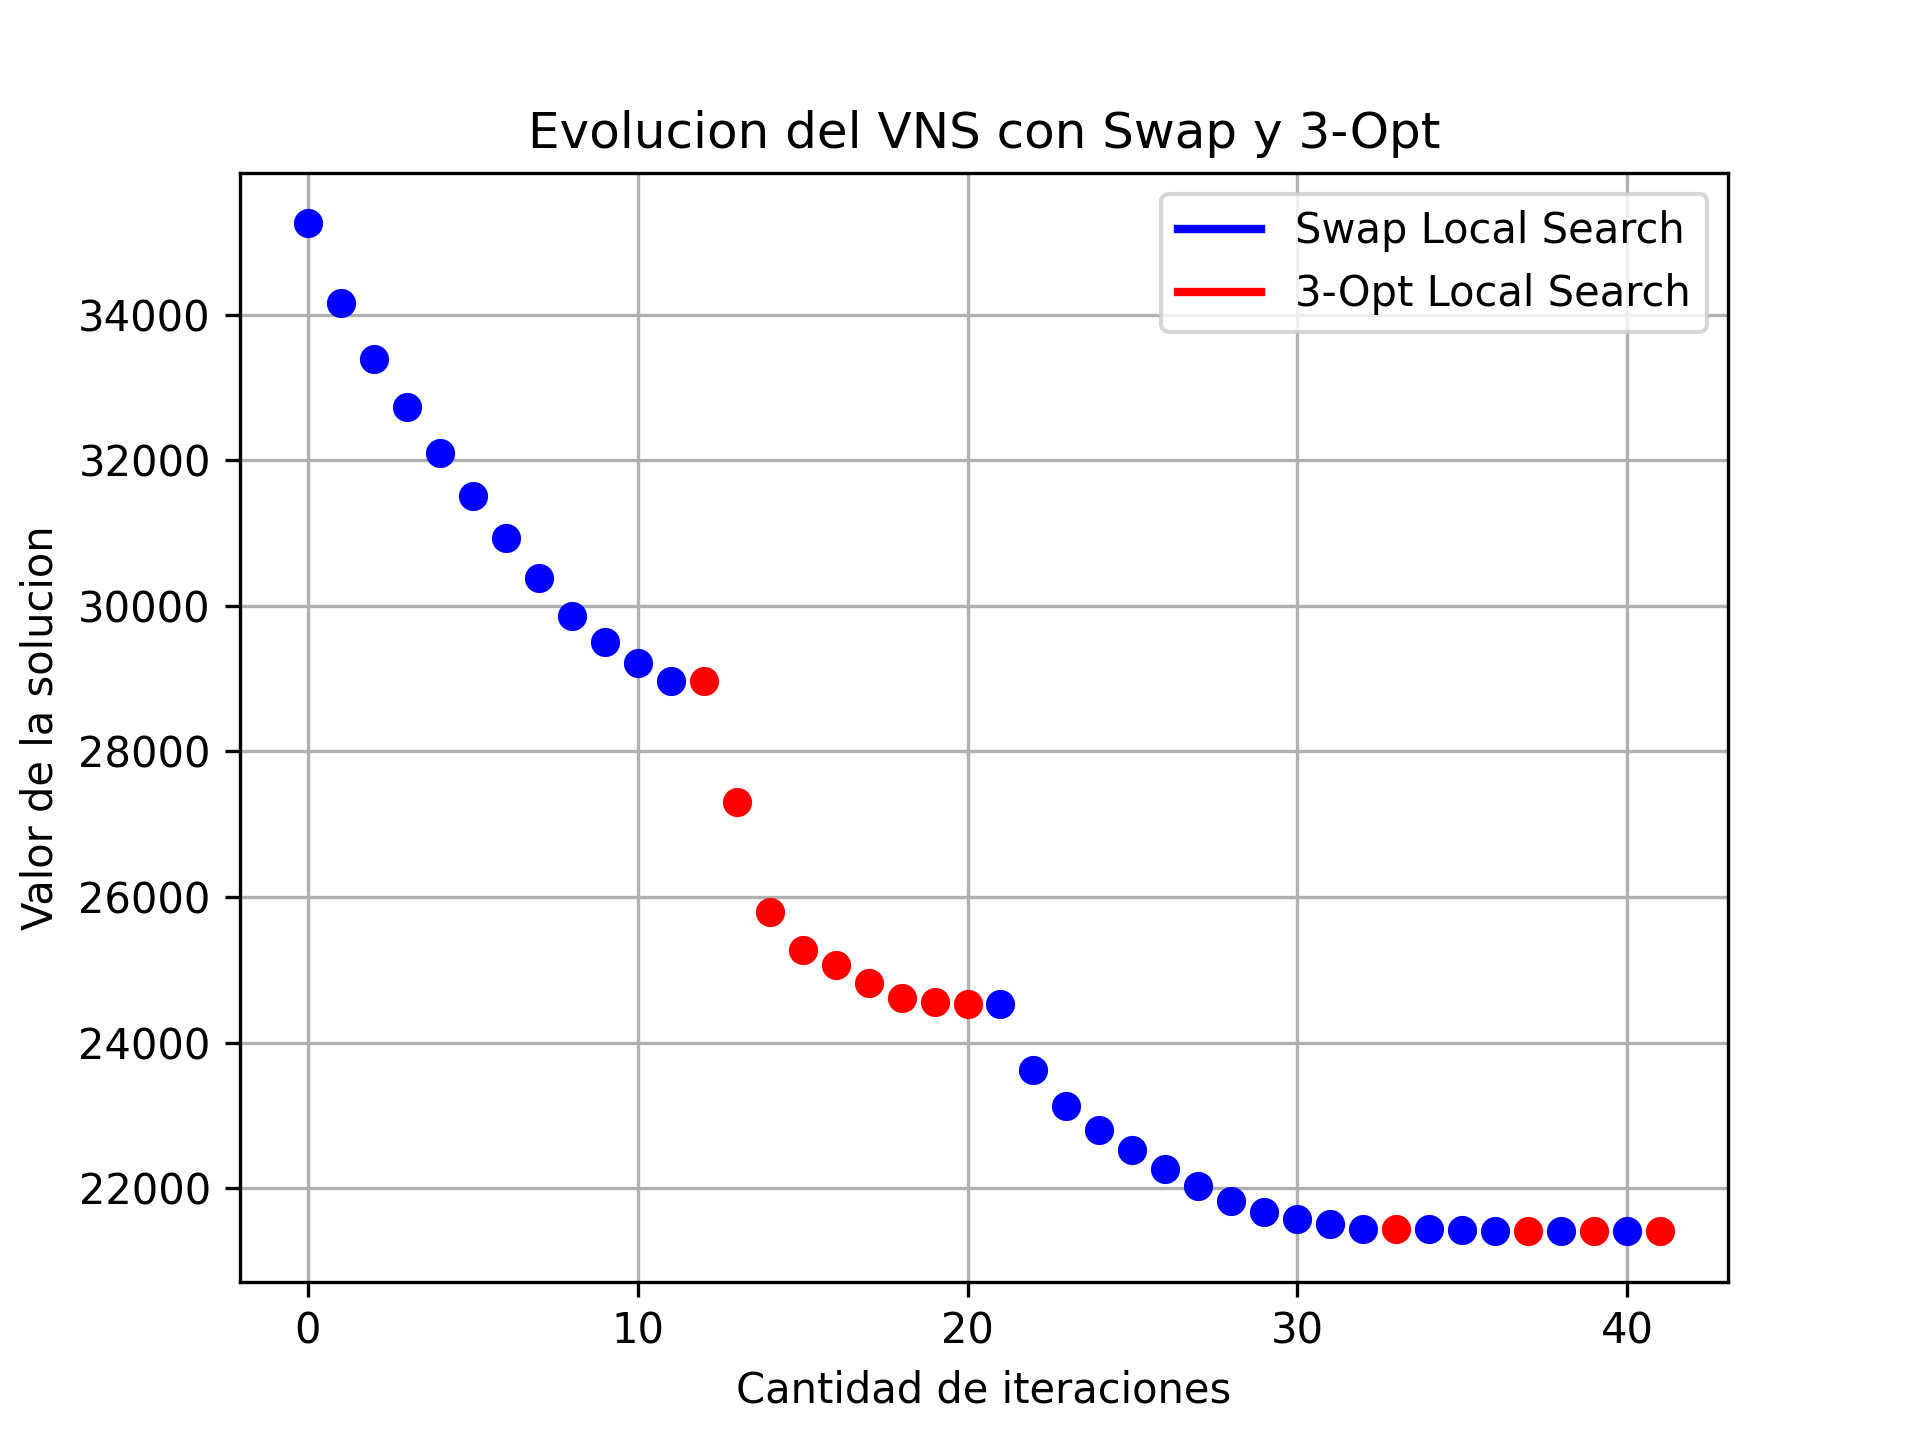 Evolucion del VNS con Swap y 3-Opt
Swap Local Search
3-Opt Local Search
Valor de la solucion
34000
32000
30000
28000
26000
24000
22000
0 10 20 30 40
Cantidad de iteraciones